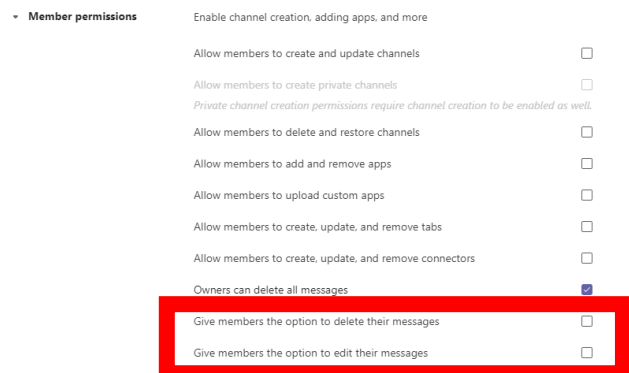 Member permissions
Enable channel creation, adding apps, and more
Allow members to create and update channels
Allow members to create private channels
Private channel creation permissions require channel creation to be enabled as well.
Allow members to delete and restore channels
Allow members to add and remove apps
Allow members to upload custom apps
Allow members to create, update, and remove tabs
Allow members to create, update, and remove connectors
Owners can delete all messages
Give members the option to delete their messages
Give members the option to edit their messages